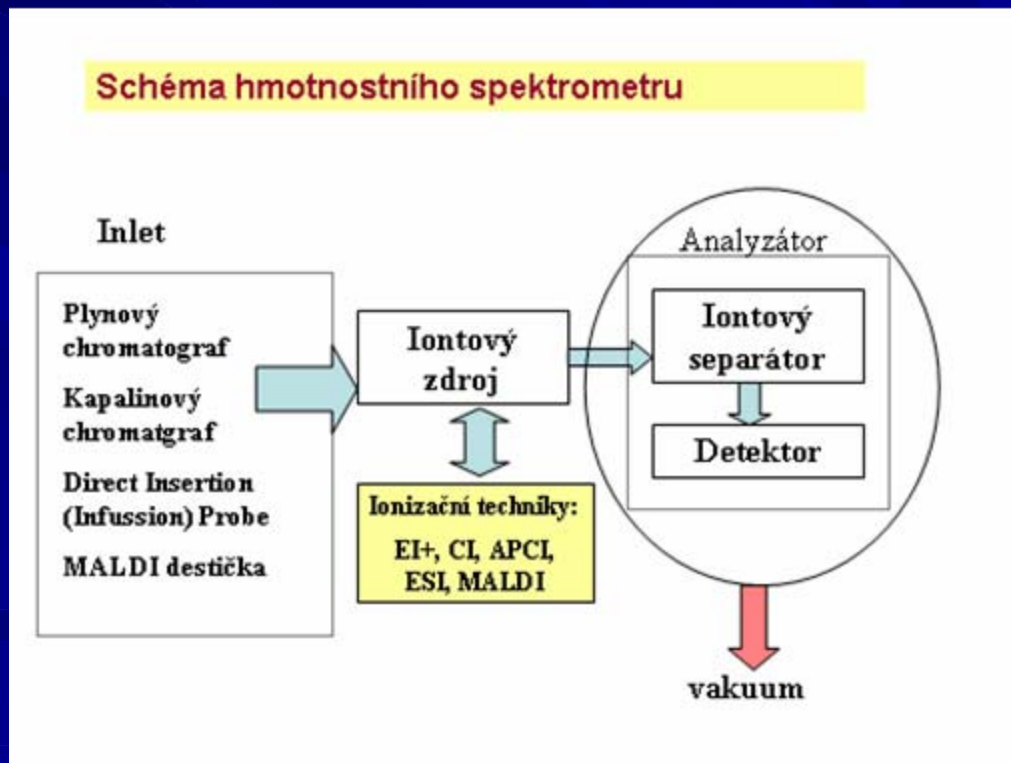 Schéma hmotnostního spektrometru
Inlet
Plynový
chromatograf
Kapalinový
chromatgraf
Direct Insertion
(Infussion) Probe
MALDI destička
Iontový
zdroj
Ionizační techniky:
EI+, CI, APCI,
ESI, MALDI
Analyzátor
Iontový
separátor
Detektor
vakuum